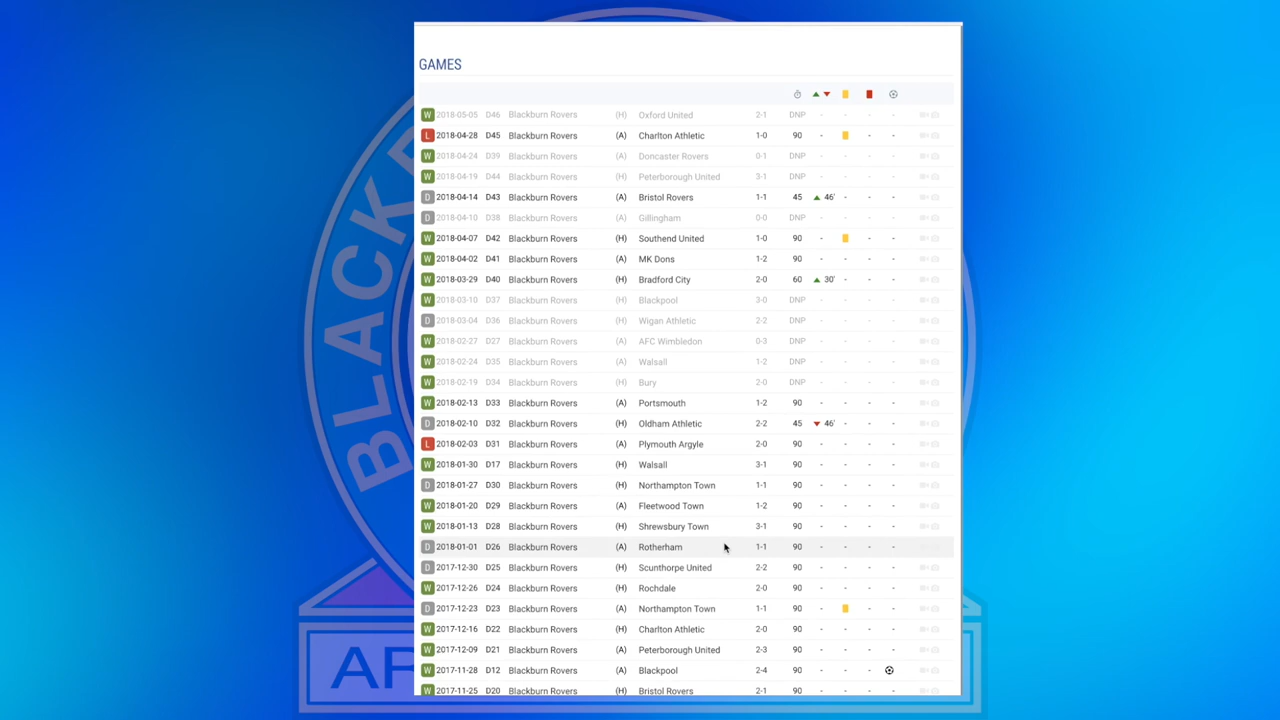 GAMES
W 2018-05-05 D46 Blackburn Rovers (H) Oxford United 2-1 DNP - - - -
L 2018-04-28 D45 Blackburn Rovers (A) Charlton Athletic 1-0 90 - - -
W 2018-04-24 D39 Blackburn Rovers (A) Doncaster Rovers 0-1 DNP - - - -
W 2018-04-19 D44 Blackburn Rovers (H) Peterborough United 3-1 DNP - - - -
D 2018-04-14 D43 Blackburn Rovers (A) Bristol Rovers 1-1 45 46' - - -
D 2018-04-10 D38 Blackburn Rovers (A) Gillingham 0-0 DNP - - - -
W 2018-04-07 D42 Blackburn Rovers (H) Southend United 1-0 90 - - -
W 2018-04-02 D41 Blackburn Rovers (A) MK Dons 1-2 90 - - - -
W 2018-03-29 D40 Blackburn Rovers (H) Bradford City 2-0 60 30' - - -
W 2018-03-10 D37 Blackburn Rovers (H) Blackpool 3-0 DNP - - - -
D 2018-03-04 D36 Blackburn Rovers (H) Wigan Athletic 2-2 DNP - - - -
W 2018-02-27 D27 Blackburn Rovers (A) AFC Wimbledon 0-3 DNP - - - -
W 2018-02-24 D35 Blackburn Rovers (A) Walsall 1-2 DNP - - - -
W 2018-02-19 D34 Blackburn Rovers (H) Bury 2-0 DNP - - - -
W 2018-02-13 D33 Blackburn Rovers (A) Portsmouth 1-2 90 - - - -
D 2018-02-10 D32 Blackburn Rovers (H) Oldham Athletic 2-2 45 46' - - -
L 2018-02-03 D31 Blackburn Rovers (A) Plymouth Argyle 2-0 90 - - - -
W 2018-01-30 D17 Blackburn Rovers (H) Walsall 3-1 90 - - - -
D 2018-01-27 D30 Blackburn Rovers (H) Northampton Town 1-1 90 - - - -
W 2018-01-20 D29 Blackburn Rovers (A) Fleetwood Town 1-2 90 - - - -
W 2018-01-13 D28 Blackburn Rovers (H) Shrewsbury Town 3-1 90 - - - -
D 2018-01-01 D26 Blackburn Rovers (A) Rotherham 1-1 90 - - - -
D 2017-12-30 D25 Blackburn Rovers (H) Scunthorpe United 2-2 90 - - - -
W 2017-12-26 D24 Blackburn Rovers (H) Rochdale 2-0 90 - - - -
D 2017-12-23 D23 Blackburn Rovers (A) Northampton Town 1-1 90 - - -
W 2017-12-16 D22 Blackburn Rovers (H) Charlton Athletic 2-0 90 - - - -
W 2017-12-09 D21 Blackburn Rovers (A) Peterborough United 2-3 90 - - - -
W 2017-11-28 D12 Blackburn Rovers (A) Blackpool 2-4 90 - - -
W 2017-11-25 D20 Blackburn Rovers (H) Bristol Rovers 2-1 90 - - - -
BLACKB
AR